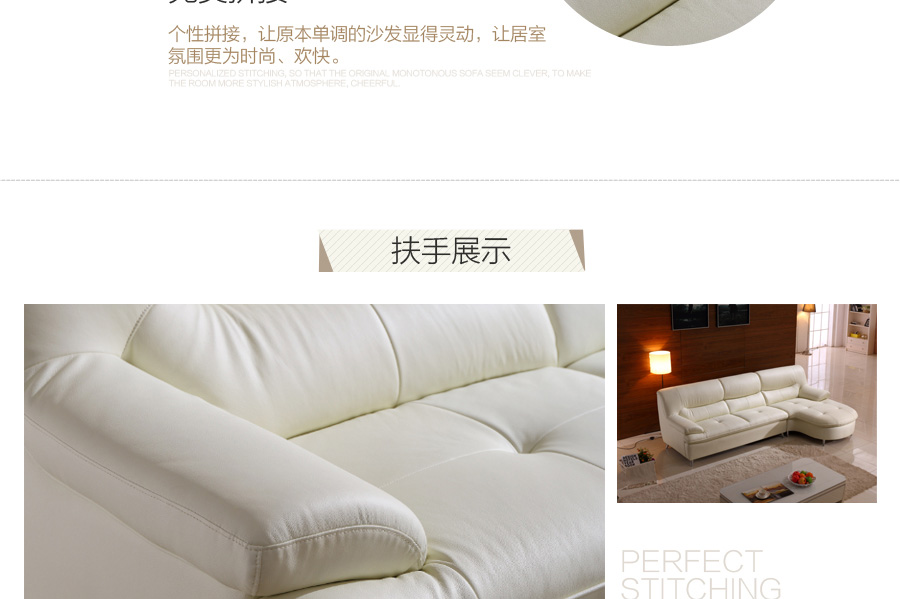 个性拼接，让原本单调的沙发显得灵动，让居室
氛围更为时尚、欢快。
PERSONALIZED STITCHING, SO THAT THE ORIGINAL MONOTONOUS SOFA SEEM CLEVER, TO MAKE
THE ROOM MORE STYLISH ATMOSPHERE, CHEERFUL.
扶手展示
PERFECT
STITCHING